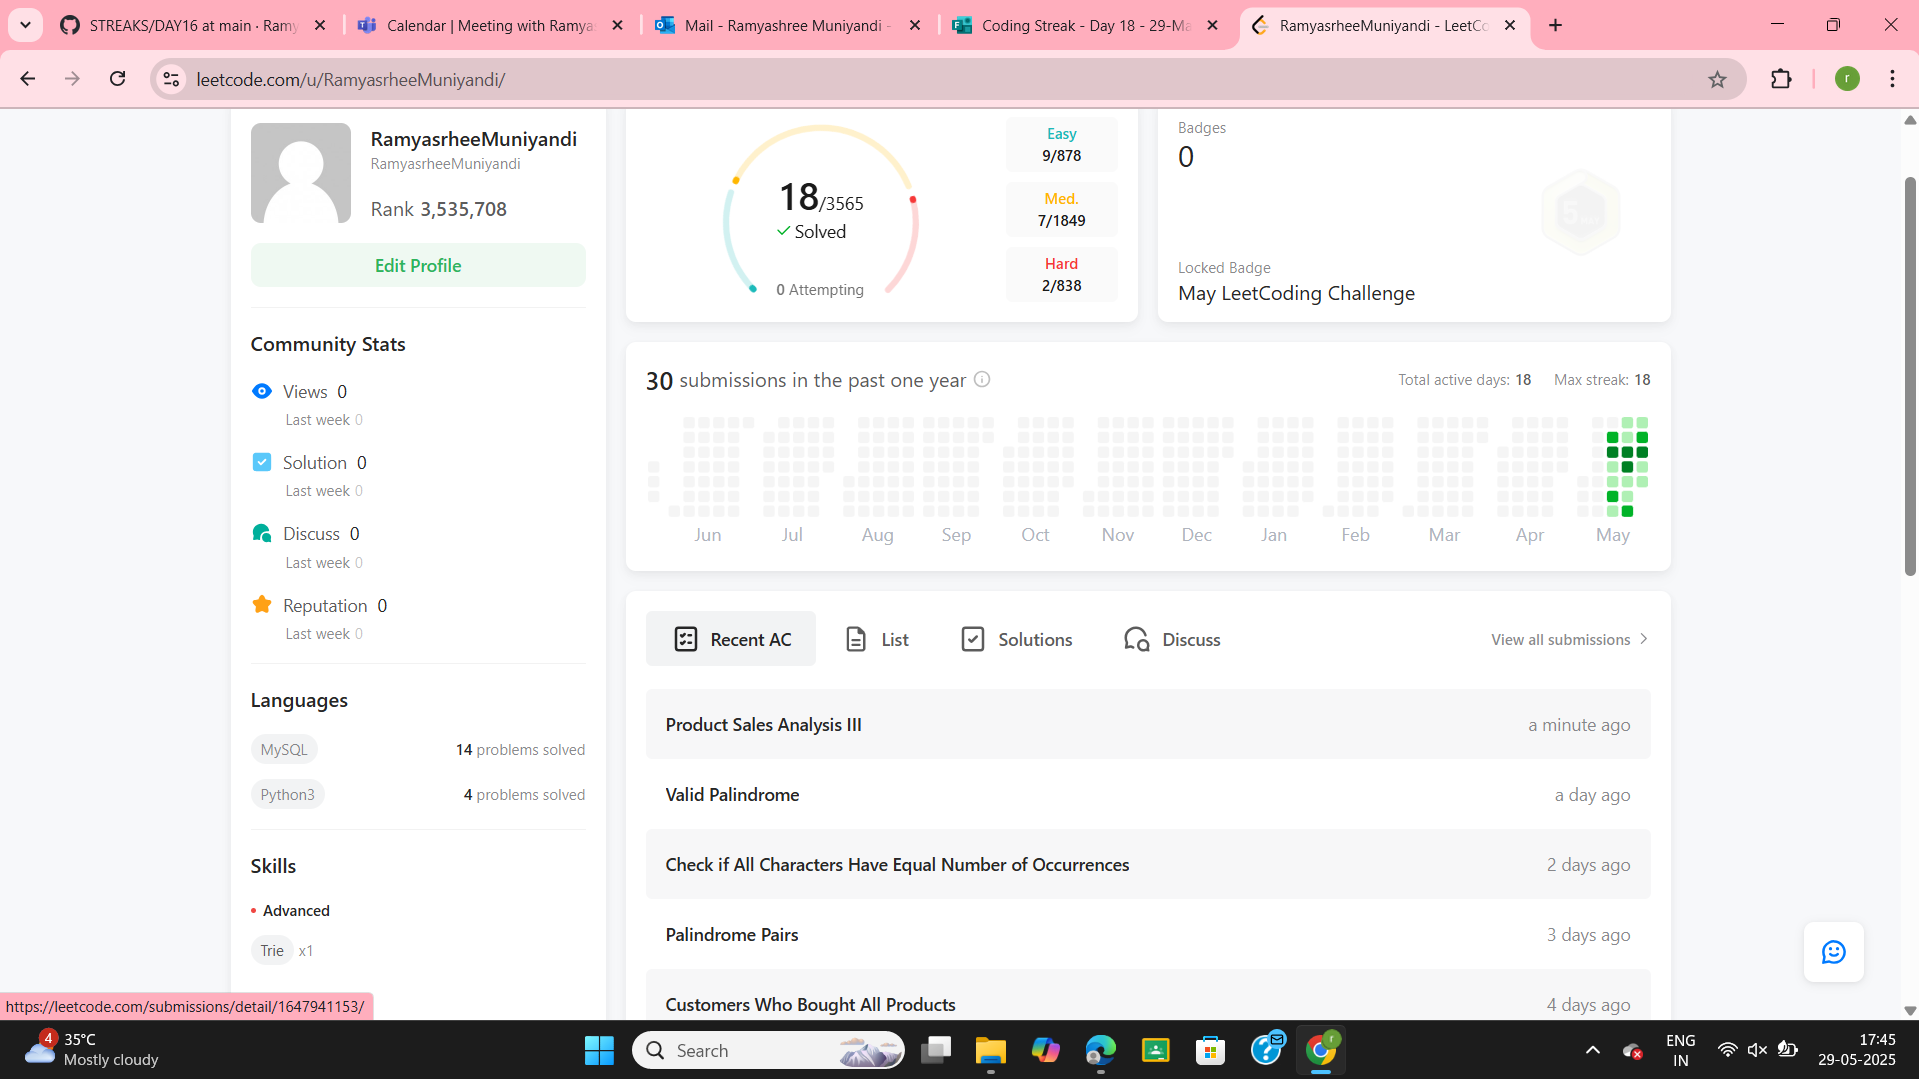 STREAKS/DAY16 at main · Ramy
Calendar | Meeting with Ramya
Mail - Ramyashree Muniyandi -
Coding Streak - Day 18 - 29-Ma
RamyasrheeMuniyandi - LeetCo
leetcode.com/u/RamyasrheeMuniyandi/
r
RamyasrheeMuniyandi
RamyasrheeMuniyandi
Rank 3,535,708
Edit Profile
Community Stats
Views 0
Last week 0
Solution 0
Last week 0
Discuss 0
Last week 0
Reputation 0
Last week 0
Languages
MySQL 14 problems solved
Python3 4 problems solved
Skills
Advanced
Trie x1
18/3565
Solved
0 Attempting
Easy
9/878
Med.
7/1849
Hard
2/838
Badges
0
Locked Badge
May LeetCoding Challenge
30 submissions in the past one year
Total active days: 18 Max streak: 18
Jun Jul Aug Sep Oct Nov Dec Jan Feb Mar Apr May
Recent AC List Solutions Discuss View all submissions
Product Sales Analysis III a minute ago
Valid Palindrome a day ago
Check if All Characters Have Equal Number of Occurrences 2 days ago
Palindrome Pairs 3 days ago
Customers Who Bought All Products 4 days ago
https://leetcode.com/submissions/detail/1647941153/
4
35°C
Mostly cloudy
Search
r
ENG
IN
17:45
29-05-2025